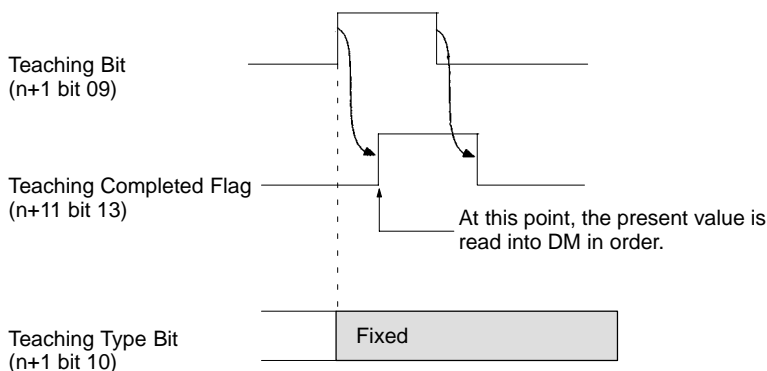 Teaching Bit
(n+1 bit 09)
Teaching Completed Flag
(n+11 bit 13)
At this point, the present value is
read into DM in order.
Teaching Type Bit
(n+1 bit 10)
Fixed